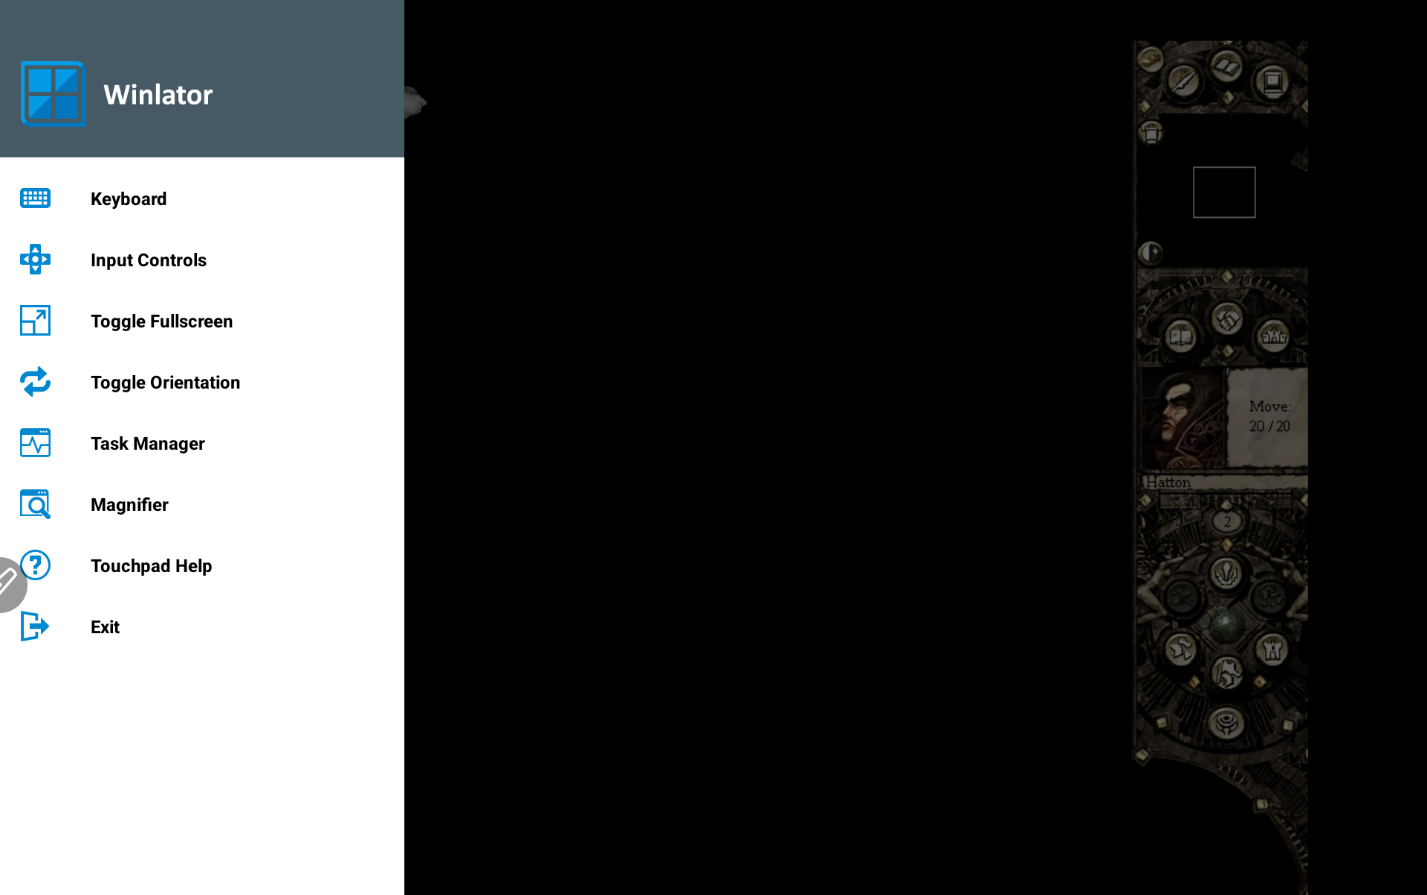 Winlator
Keyboard
Input Controls
Toggle Fullscreen
Toggle Orientation
Task Manager
Magnifier
Touchpad Help
Exit
Move:
20 / 20
Hatton
2